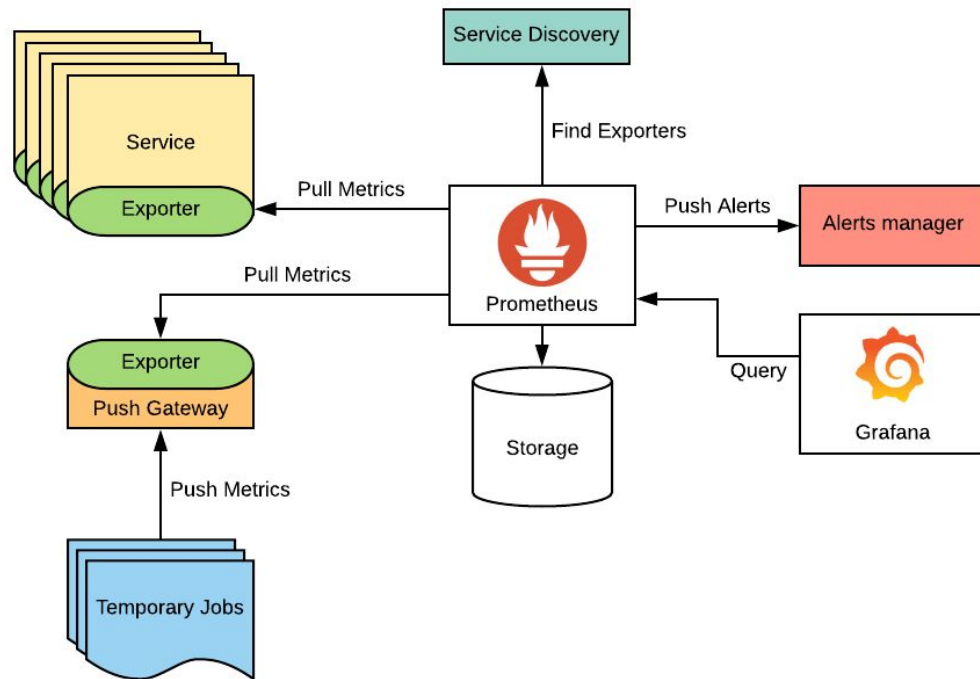 Service Discovery
Service
Find Exporters
Pull Metrics
Exporter
Push Alerts
Alerts manager
Pull Metrics
Prometheus
Exporter
Query
Push Gateway
Grafana
Storage
Push Metrics
Temporary Jobs